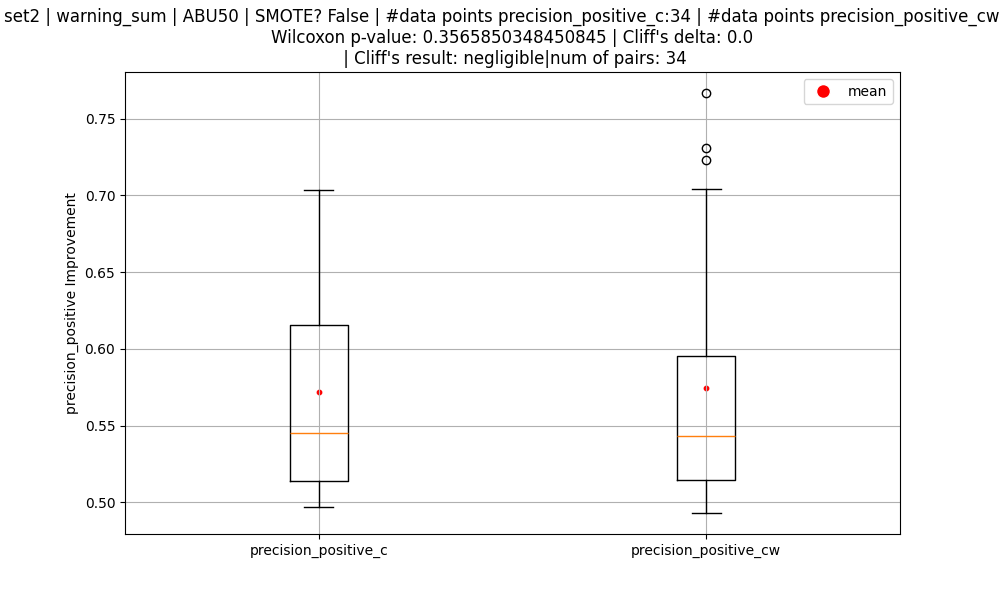 set2 | warning_sum | ABU50 | SMOTE? False | #data points precision_positive_c:34 | #data points precision_positive_cw
Wilcoxon p-value: 0.3565850348450845 | Cliff's delta: 0.0
| Cliff's result: negligible|num of pairs: 34
mean
0.75
0.70
0.65
0.60
0.55
0.50
precision_positive Improvement
precision_positive_c
precision_positive_cw